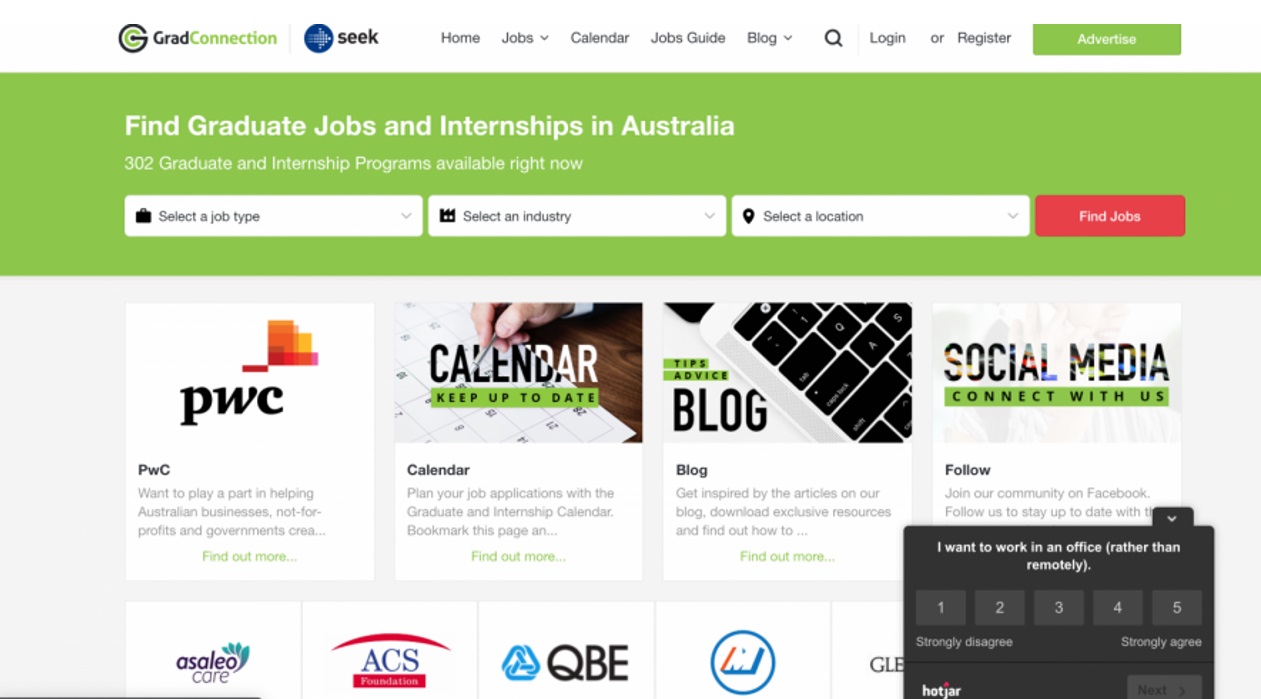 GradConnection
seek
Home
Jobs
Calendar
Jobs Guide
Blog
Login
or
Register
Advertise
Find Graduate Jobs and Internships in Australia
302 Graduate and Internship Programs available right now
Select a job type
Select an industry
Select a location
Find Jobs
pwc
CALENDAR
KEEP UP TO DATE
TIPS
ADVICE
BLOG
tab
caps lock
shift
Q
A
S
1
SOCIAL MEDIA
CONNECT WITH US
PwC
Want to play a part in helping
Australian businesses, not-for-
profits and governments crea...
Find out more...
Calendar
Plan your job applications with the
Graduate and Internship Calendar.
Bookmark this page an...
Find out more...
Blog
Get inspired by the articles on our
blog, download exclusive resources
and find out how to ...
Find out more...
Follow
Join our community on Facebook.
Follow us to stay up to date with
I want to work in an office (rather than
remotely).
1 2 3 4 5
Strongly disagree
Strongly agree
hotjar
Next
asaleo
care
ACS
Foundation
QBE
GLE